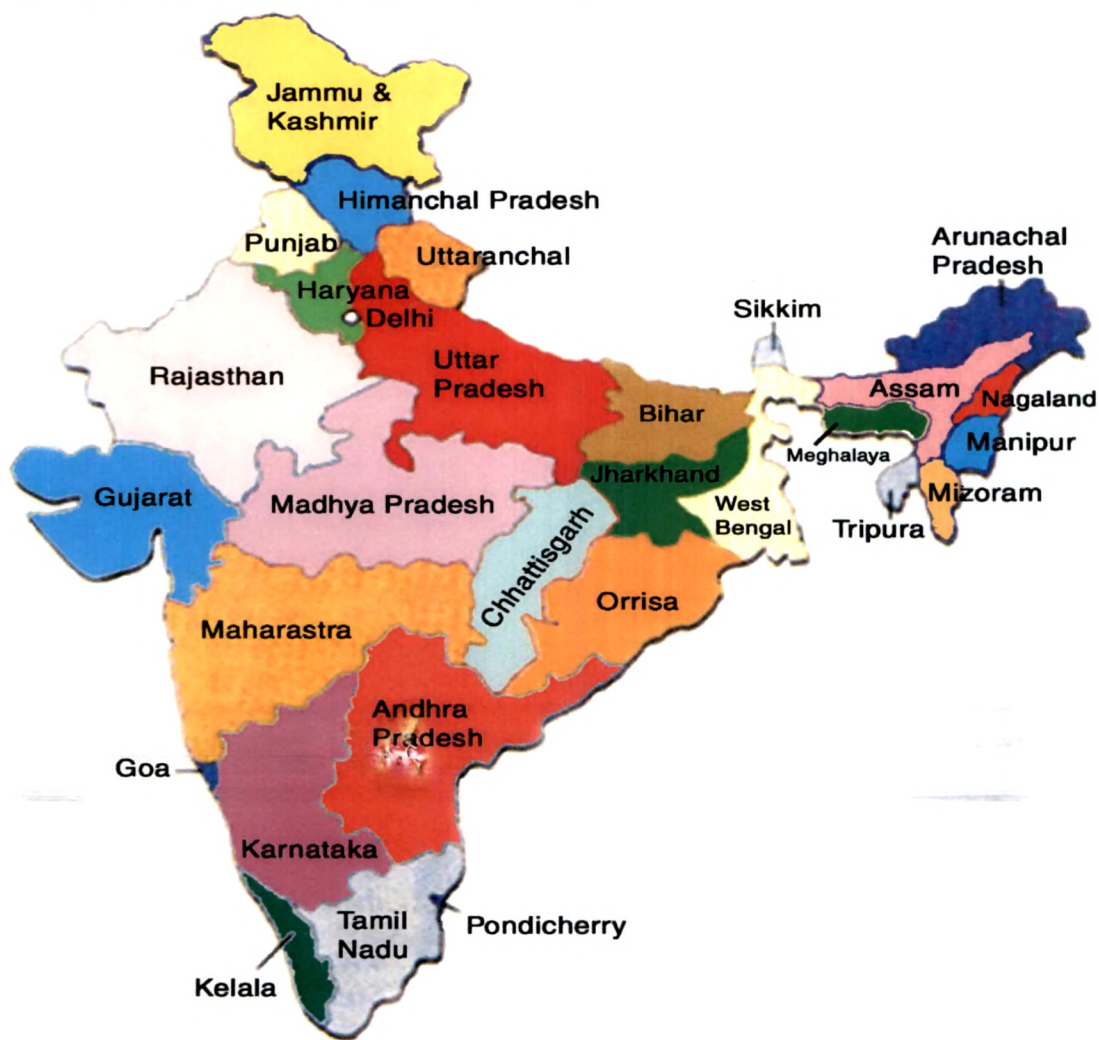 Jammu &
Kashmir
Himanchal Pradesh
Punjab
Uttaranchal
Haryana
Delhi
Arunachal
Pradesh
Sikkim
Rajasthan
Uttar
Pradesh
Bihar
Assam
Nagaland
Meghalaya
Manipur
Gujarat
Madhya Pradesh
Jharkhand
West
Bengal
Mizoram
Tripura
Chhattisgarh
Orrisa
Maharastra
Andhra
Pradesh
Goa
Karnataka
Tamil
Nadu
Pondicherry
Kelala